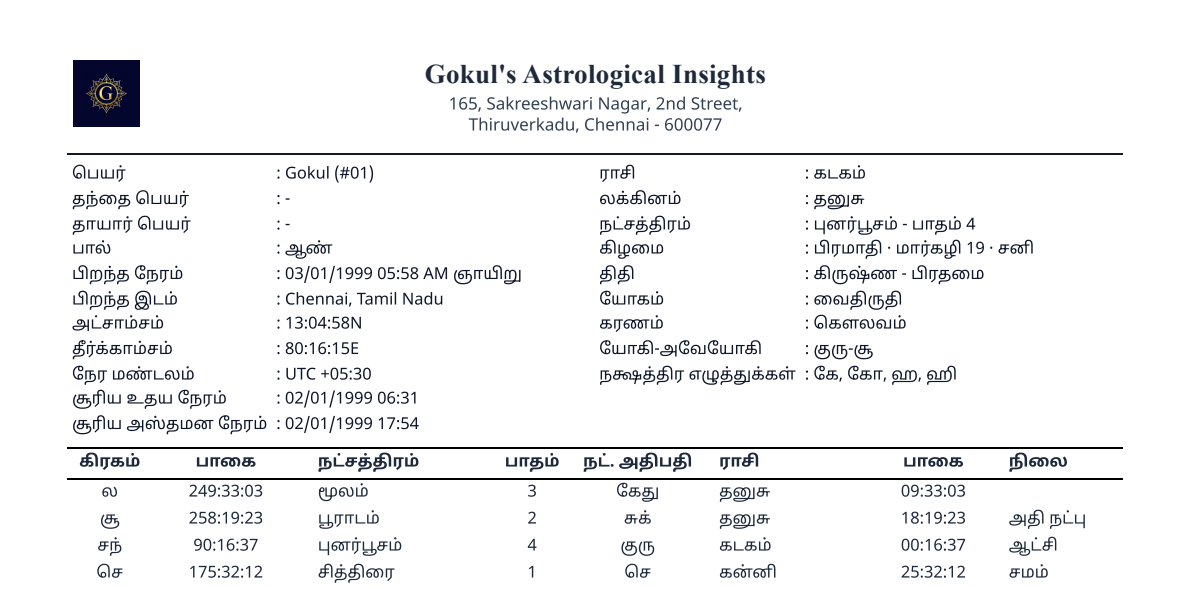 G
Gokul's Astrological Insights
165, Sakreeshwari Nagar, 2nd Street,
Thiruverkadu, Chennai - 600077
பெயர் : Gokul (#01) ராசி : கடகம்
தந்தை பெயர் : - லக்கினம் : தனுசு
தாயார் பெயர் : - நட்சத்திரம் : புனர்பூசம் - பாதம் 4
பால் : ஆண் கிழமை : பிரமாதி · மார்கழி 19 · சனி
பிறந்த நேரம் : 03/01/1999 05:58 AM ஞாயிறு திதி : கிருஷ்ண - பிரதமை
பிறந்த இடம் : Chennai, Tamil Nadu யோகம் : வைதிருதி
அட்சாம்சம் : 13:04:58N கரணம் : கௌலவம்
தீர்க்காம்சம் : 80:16:15E யோகி-அவேயோகி : குரு-சூ
நேர மண்டலம் : UTC +05:30 நக்ஷத்திர எழுத்துக்கள் : கே, கோ, ஹ, ஹி
சூரிய உதய நேரம் : 02/01/1999 06:31
சூரிய அஸ்தமன நேரம் : 02/01/1999 17:54
கிரகம் பாகை நட்சத்திரம் பாதம் நட். அதிபதி ராசி பாகை நிலை
ல 249:33:03 மூலம் 3 கேது தனுசு 09:33:03
சூ 258:19:23 பூராடம் 2 சுக் தனுசு 18:19:23 அதி நட்பு
சந் 90:16:37 புனர்பூசம் 4 குரு கடகம் 00:16:37 ஆட்சி
செ 175:32:12 சித்திரை 1 செ கன்னி 25:32:12 சமம்